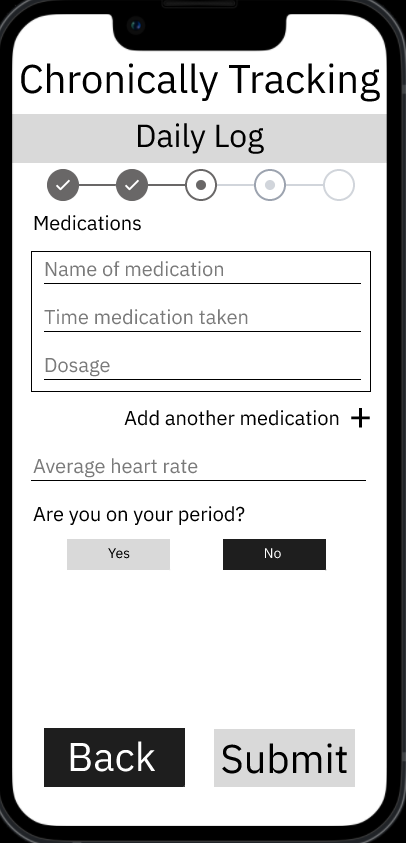 Chronically Tracking
Daily Log
Medications
Name of medication
Time medication taken
Dosage
Add another medication +
Average heart rate
Are you on your period?
Yes No
Back Submit